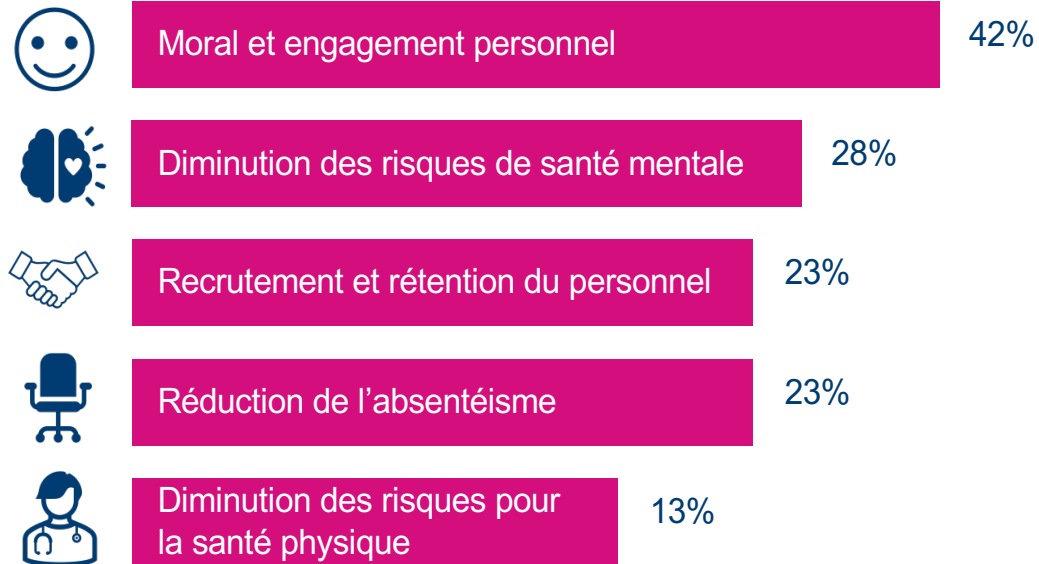 Moral et engagement personnel 42%
Diminution des risques de santé mentale 28%
Recrutement et rétention du personnel 23%
Réduction de l’absentéisme 23%
Diminution des risques pour
la santé physique 13%